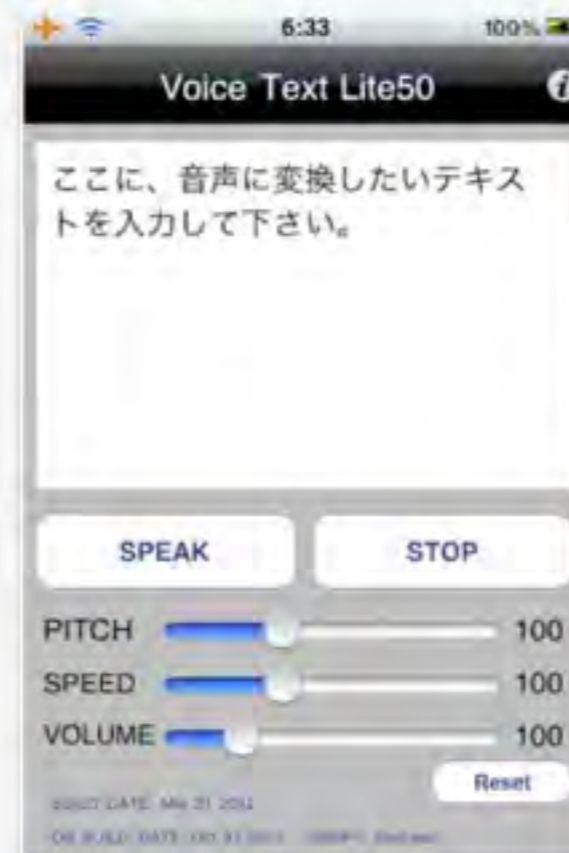 6:33
100%
Voice Text Lite50
ここに、音声に変換したいテキス
トを入力して下さい。
SPEAK
STOP
PITCH
100
SPEED
100
VOLUME
100
Reset